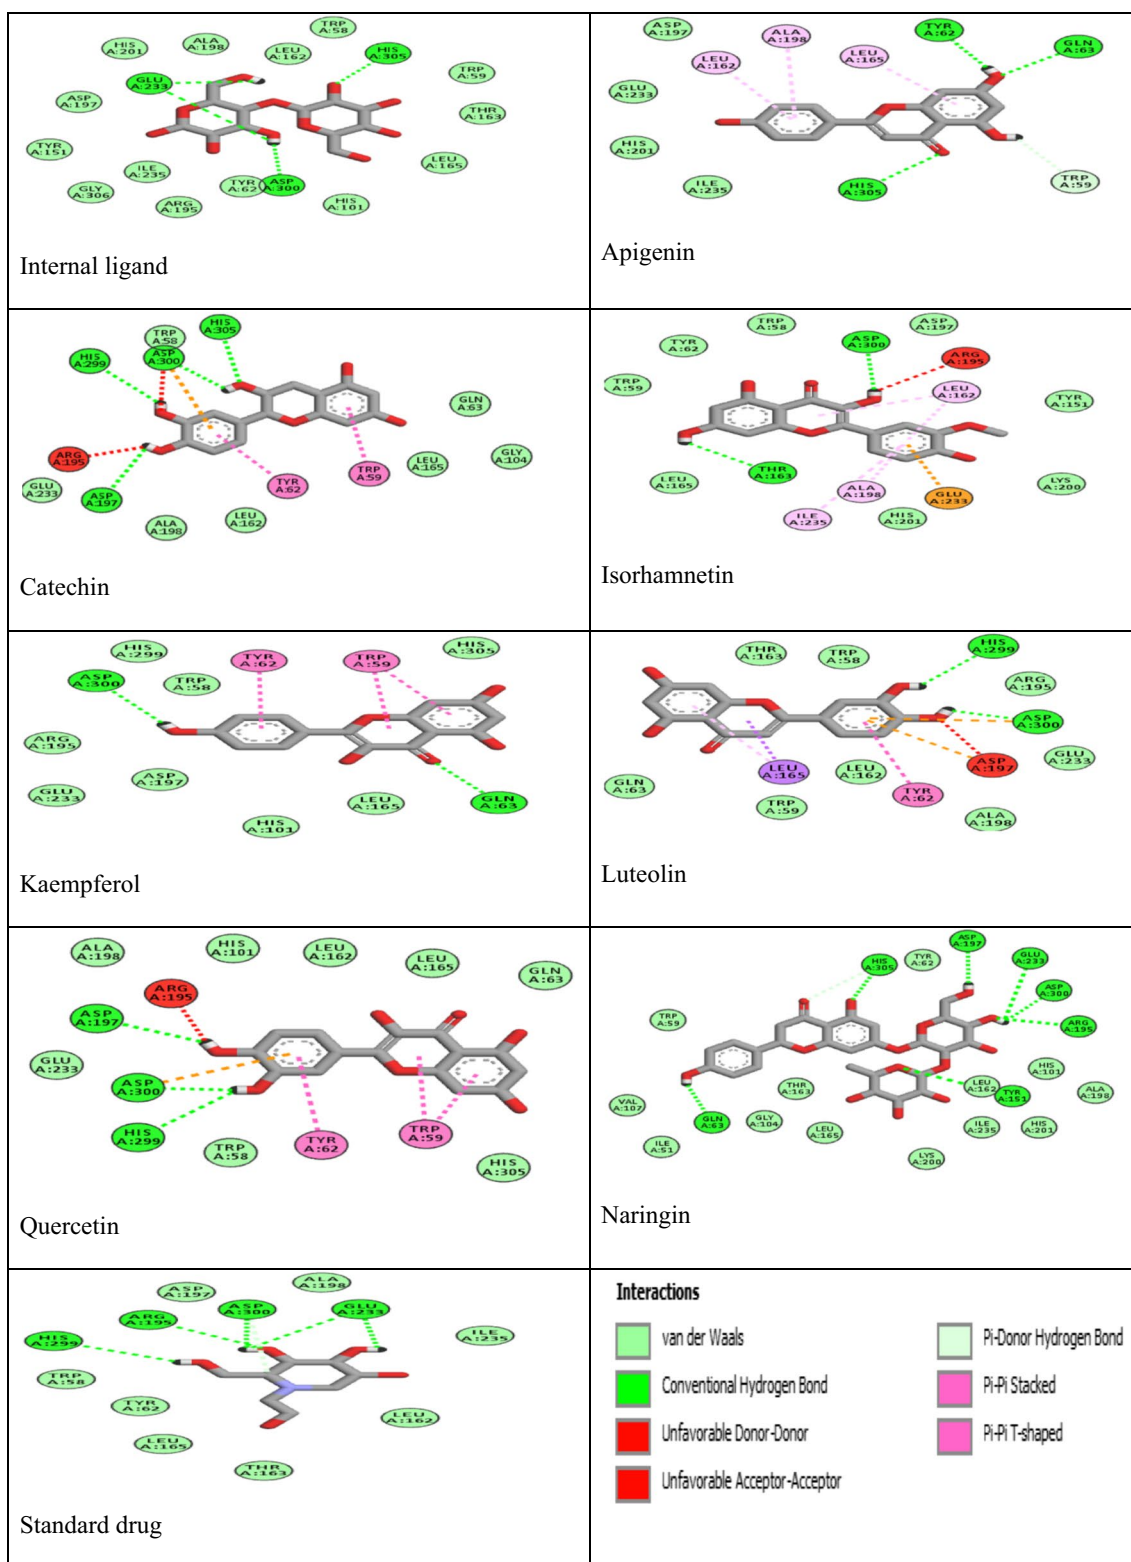 TRP
A:58
HIS
A:201
ALA
A:198
LEU
A:162
HIS
A:305
GLU
A:233
TRP
A:59
ASP
A:197
THR
A:163
TYR
A:151
ILE
A:235
LEU
A:165
GLY
A:306
ARG
A:195
TYR
A:62
ASP
A:300
HIS
A:101
Internal ligand
ASP
A:197
ALA
A:198
TYR
A:62
GLN
A:63
LEU
A:162
LEU
A:165
GLU
A:233
HIS
A:201
ILE
A:235
HIS
A:305
TRP
A:59
Apigenin
HIS
A:305
TRP
A:58
HIS
A:299
ASP
A:300
GLN
A:63
ARG
A:195
GLY
A:104
GLU
A:233
ASP
A:197
TYR
A:62
TRP
A:59
LEU
A:165
ALA
A:198
LEU
A:162
Catechin
TRP
A:58
ASP
A:197
TYR
A:62
ASP
A:300
ARG
A:195
TRP
A:59
LEU
A:162
TYR
A:151
LEU
A:165
THR
A:163
ALA
A:198
GLU
A:233
LYS
A:200
ILE
A:235
HIS
A:201
Isorhamnetin
HIS
A:299
TYR
A:62
TRP
A:59
HIS
A:305
ASP
A:300
TRP
A:58
ARG
A:195
GLU
A:233
ASP
A:197
HIS
A:101
LEU
A:165
GLN
A:63
Kaempferol
THR
A:163
TRP
A:58
HIS
A:299
ARG
A:195
ASP
A:300
GLU
A:233
GLN
A:63
LEU
A:165
LEU
A:162
ASP
A:197
TRP
A:59
TYR
A:62
ALA
A:198
Luteolin
ALA
A:198
HIS
A:101
LEU
A:162
LEU
A:165
GLN
A:63
ARG
A:195
ASP
A:197
GLU
A:233
ASP
A:300
HIS
A:299
TRP
A:58
TYR
A:62
TRP
A:59
HIS
A:305
Quercetin
ASP
A:197
HIS
A:305
TYR
A:62
GLU
A:233
ASP
A:300
TRP
A:59
ARG
A:195
HIS
A:101
VAL
A:107
THR
A:163
LEU
A:162
TYR
A:151
ALA
A:198
GLN
A:63
GLY
A:104
LEU
A:165
ILE
A:235
HIS
A:201
ILE
A:51
LYS
A:200
Naringin
ASP
A:197
ALA
A:198
ARG
A:195
ASP
A:300
GLU
A:233
HIS
A:299
ILE
A:235
TRP
A:58
TYR
A:62
LEU
A:162
LEU
A:165
THR
A:163
Standard drug
Interactions
van der Waals
Conventional Hydrogen Bond
Unfavorable Donor-Donor
Unfavorable Acceptor-Acceptor
Pi-Donor Hydrogen Bond
Pi-Pi Stacked
Pi-Pi T-shaped